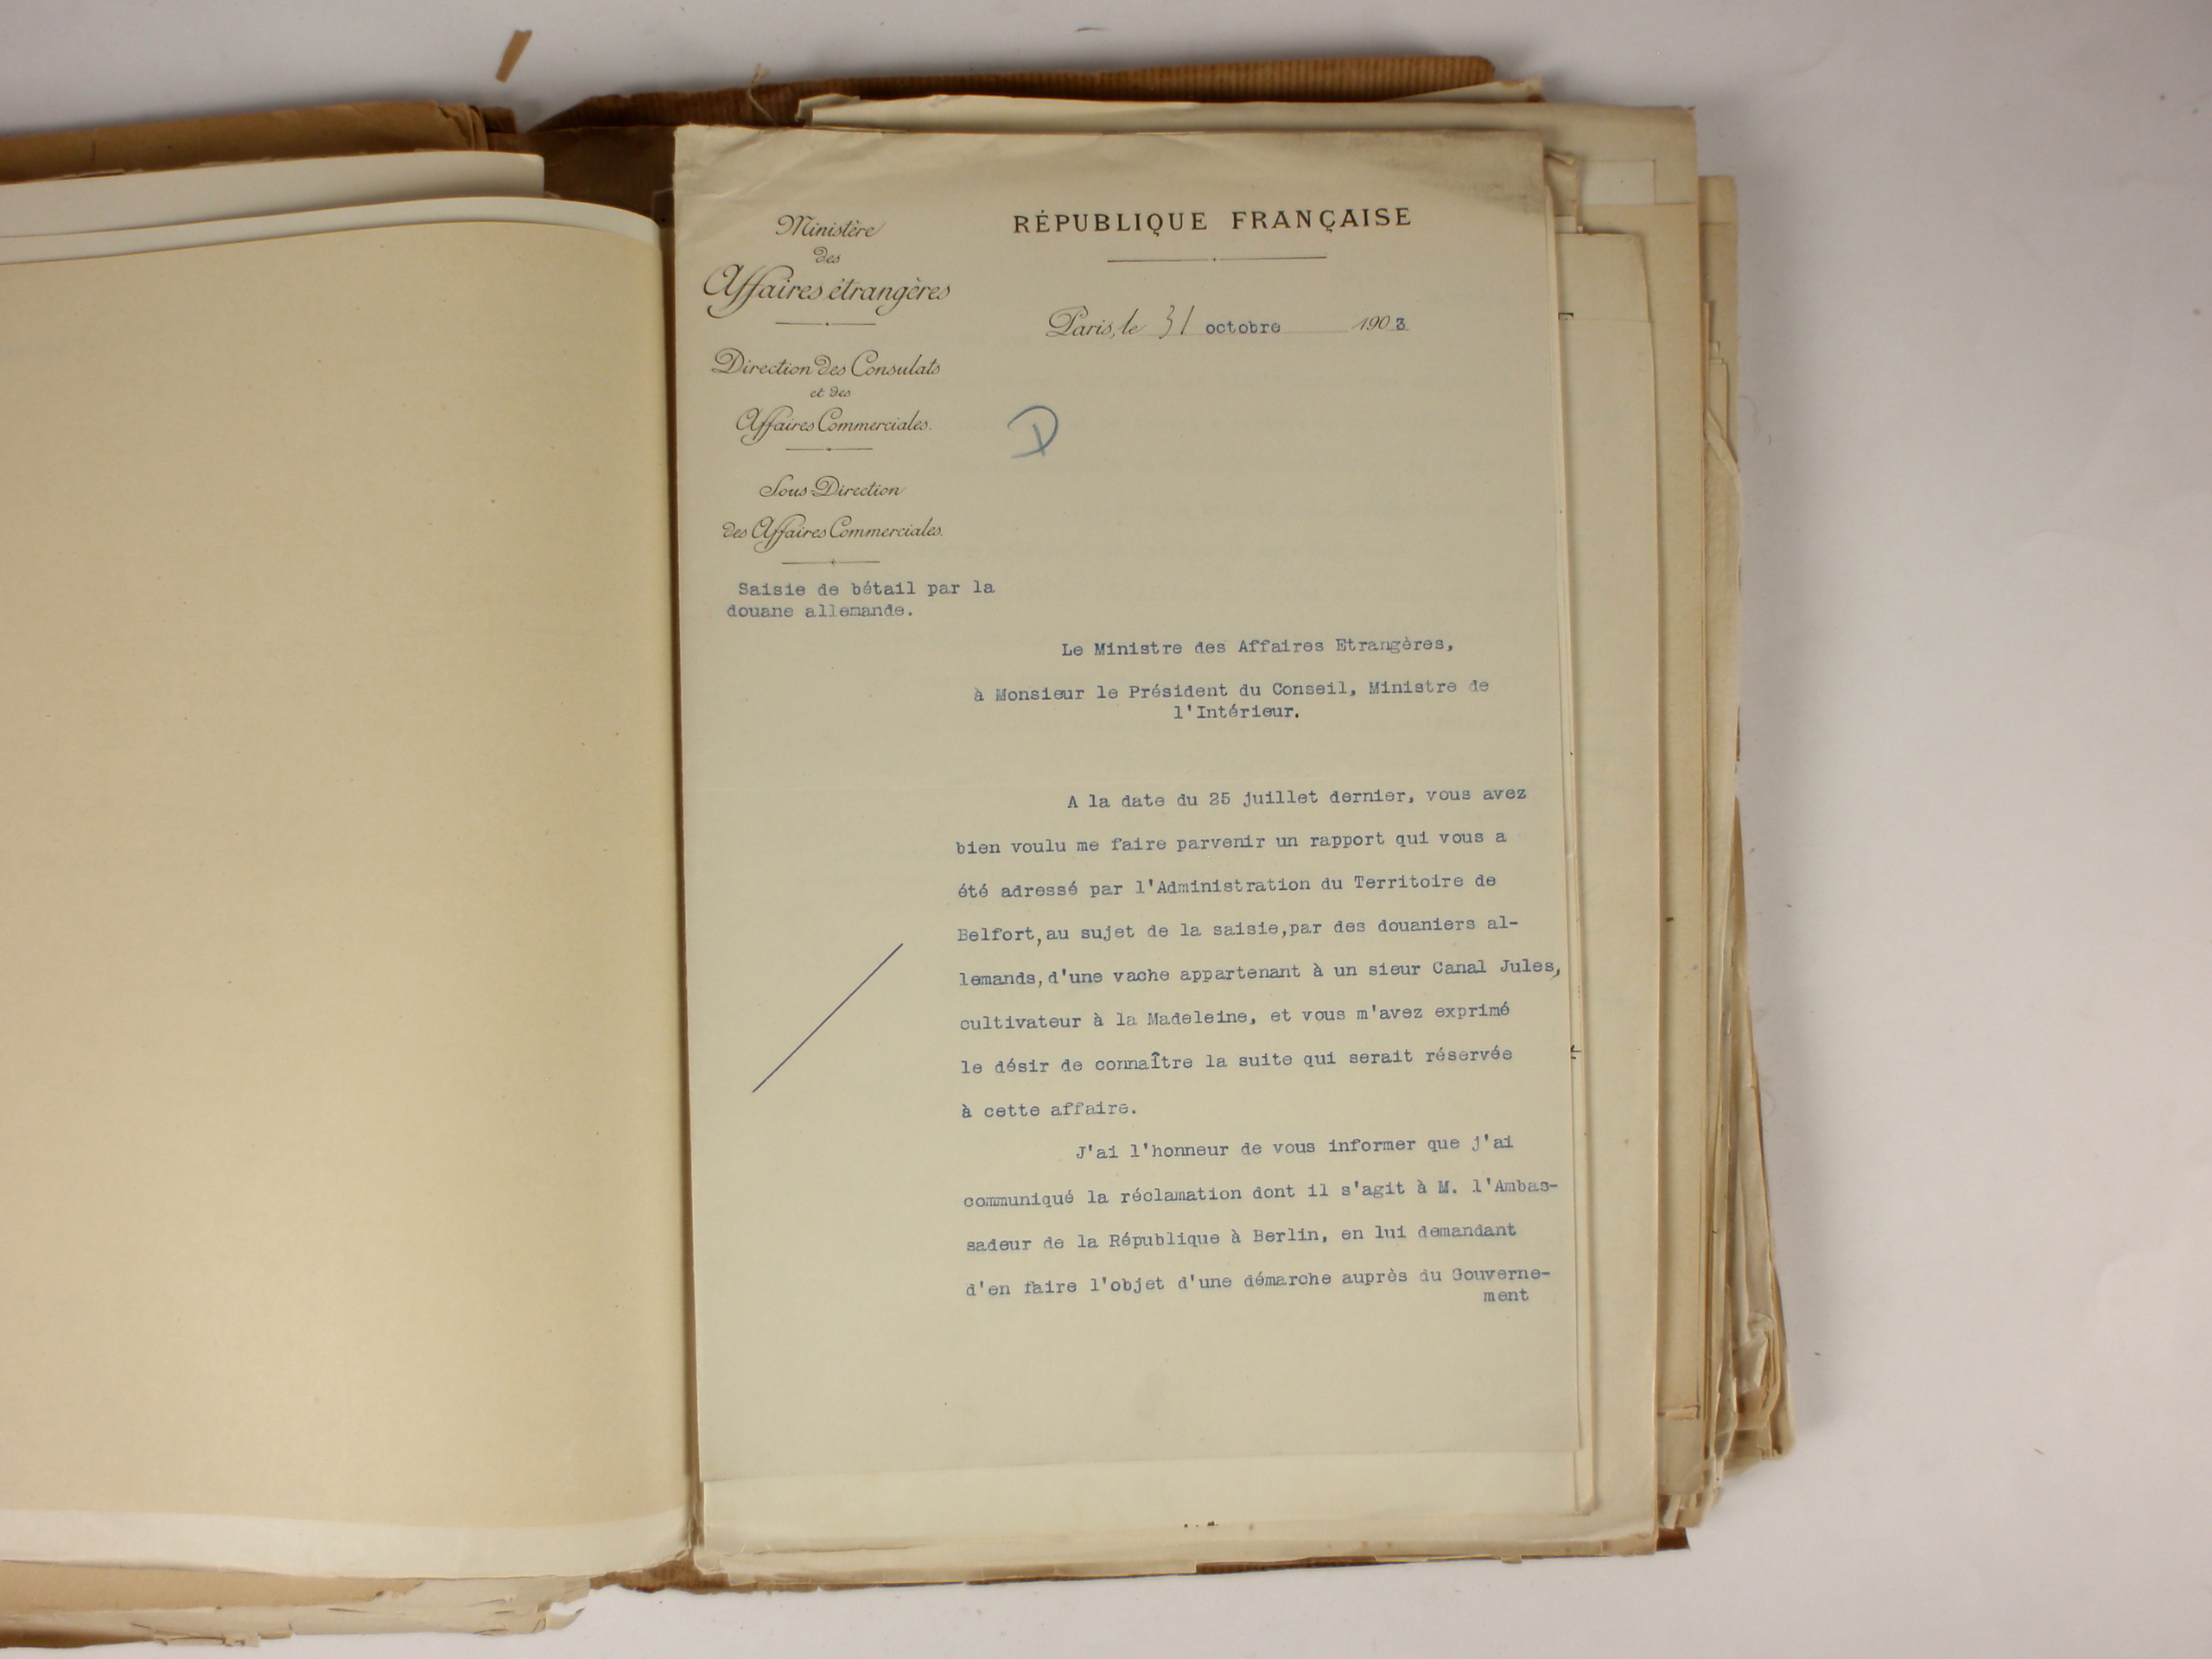 Ministère
des
Affaires étrangères
Direction des Consulats
et des
Affaires Commerciales.
Sous-Direction
des Affaires Commerciales.
Saisie de bétail par la
douane allemande.
RÉPUBLIQUE FRANÇAISE
Paris, le 31 octobre 1903
D
Le Ministre des Affaires Etrangères,
à Monsieur le Président du Conseil, Ministre de
l'Intérieur.
A la date du 25 juillet dernier, vous avez
bien voulu me faire parvenir un rapport qui vous a
été adressé par l'Administration du Territoire de
Belfort, au sujet de la saisie, par des douaniers al-
lemands, d'une vache appartenant à un sieur Canal Jules,
cultivateur à la Madeleine, et vous m'avez exprimé
le désir de connaître la suite qui serait réservée
à cette affaire.
J'ai l'honneur de vous informer que j'ai
communiqué la réclamation dont il s'agit à M. l'Ambas-
sadeur de la République à Berlin, en lui demandant
d'en faire l'objet d'une démarche auprès du Gouverne-
ment